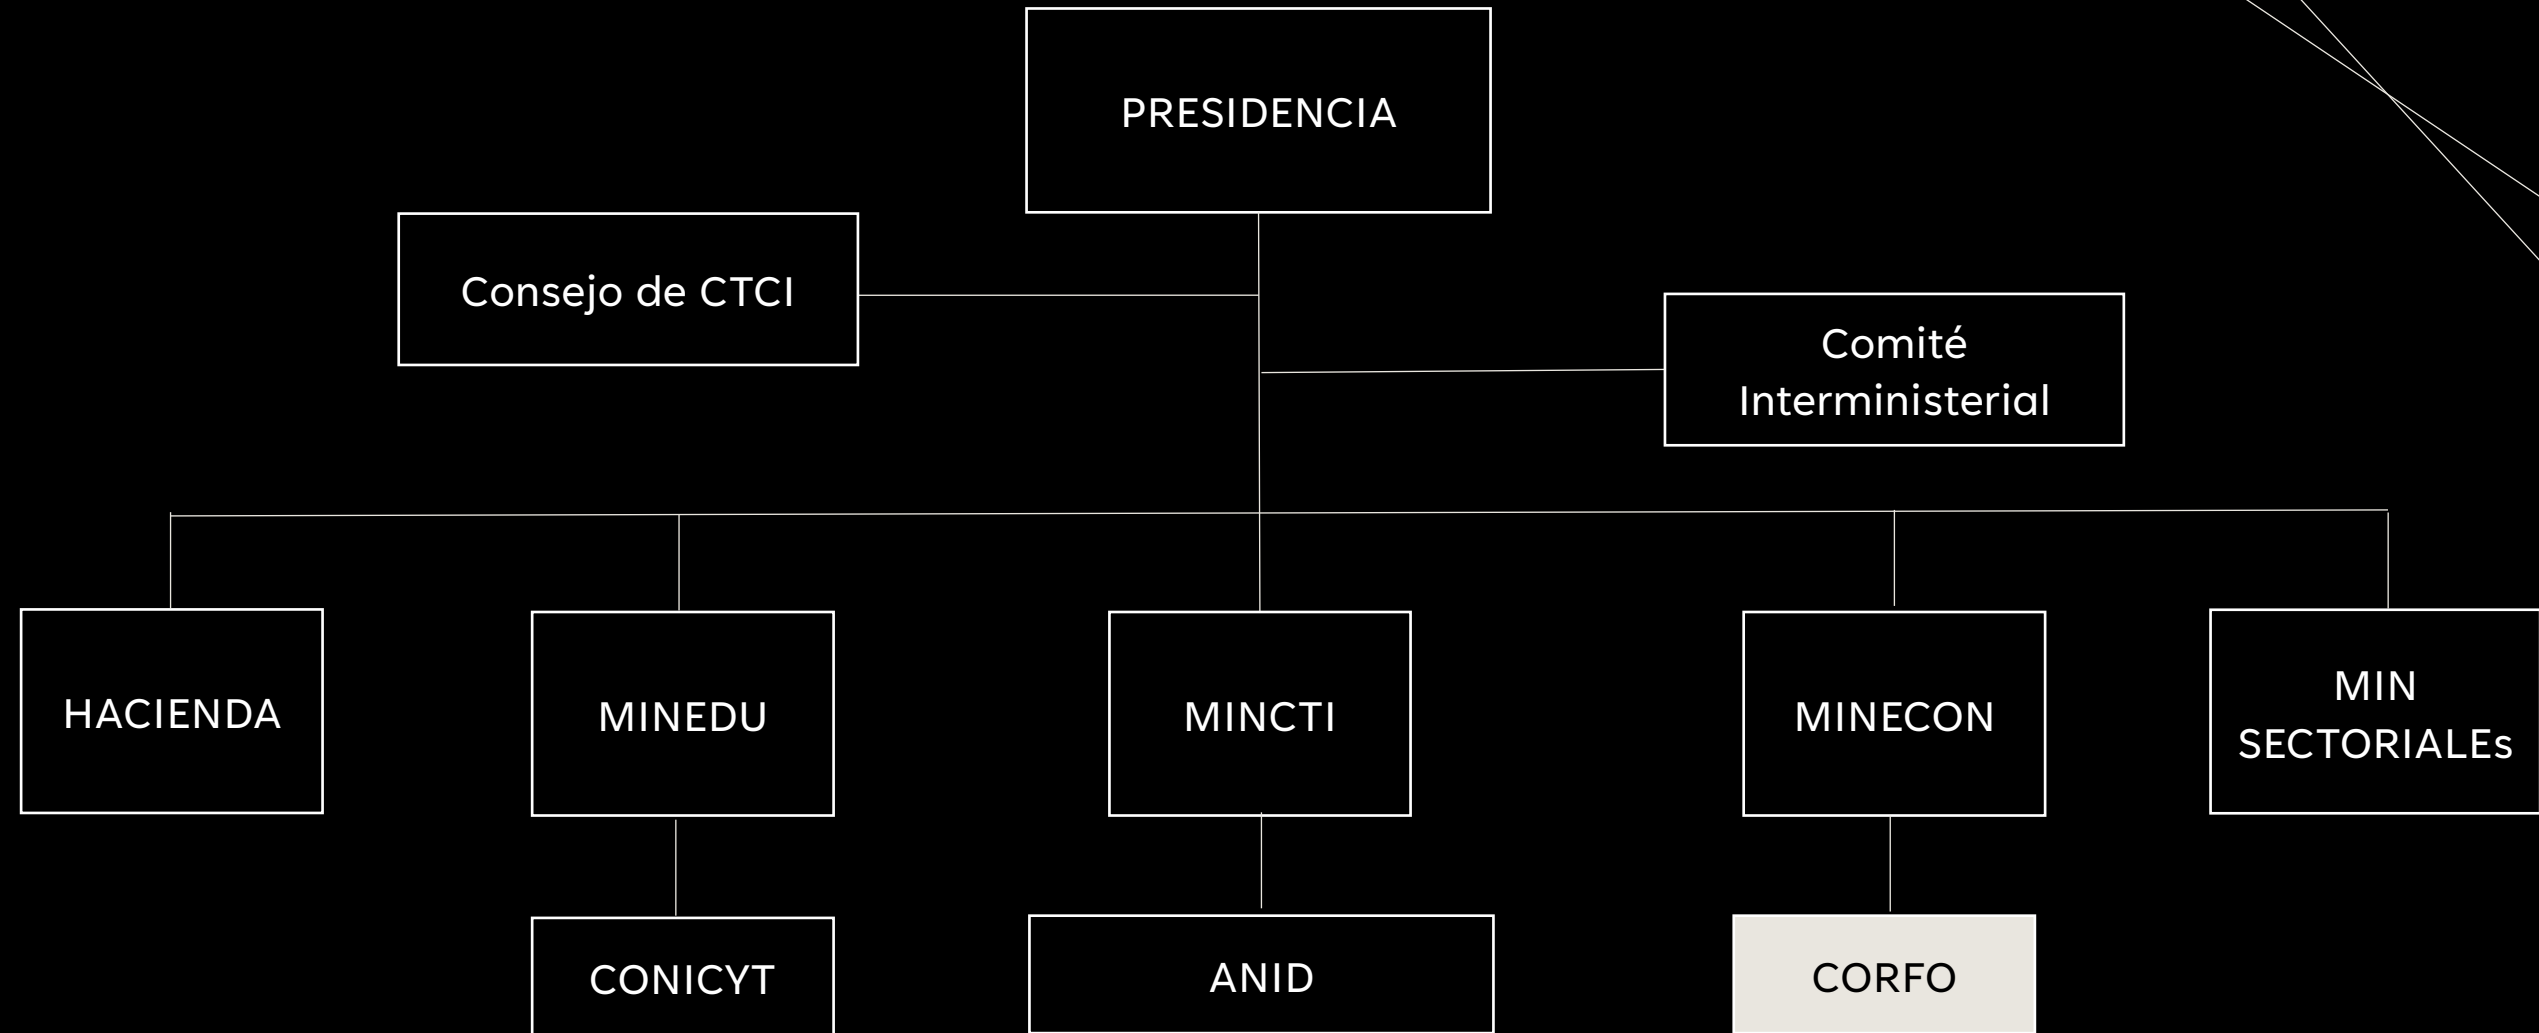 PRESIDENCIA
Consejo de CTCI
Comité
Interministerial
HACIENDA
MINEDU
MINCTI
MINECON
MIN
SECTORIALEs
CONICYT
ANID
CORFO